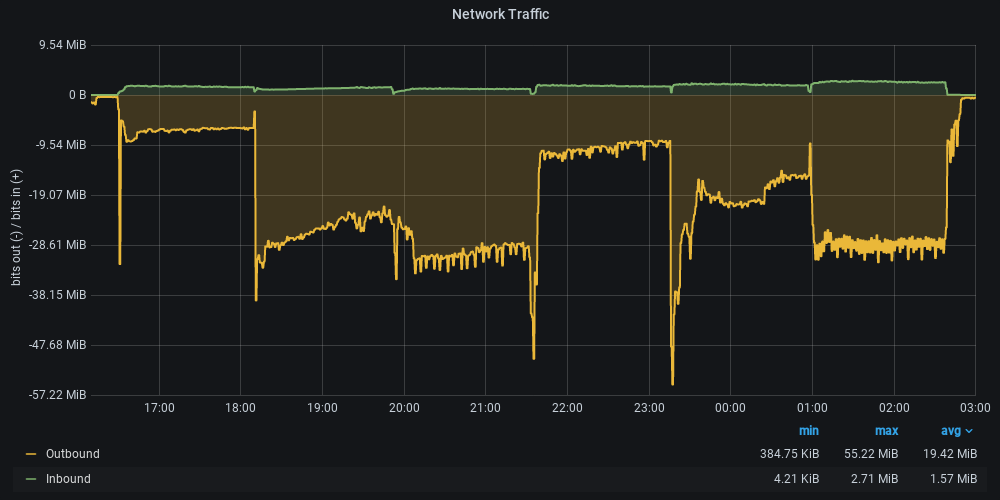 Network Traffic
bits out (-) / bits in (+)
9.54 MiB
0 B
-9.54 MiB
-19.07 MiB
-28.61 MiB
-38.15 MiB
-47.68 MiB
-57.22 MiB
17:00 18:00 19:00 20:00 21:00 22:00 23:00 00:00 01:00 02:00 03:00
min max avg
Outbound 384.75 KiB 55.22 MiB 19.42 MiB
Inbound 4.21 KiB 2.71 MiB 1.57 MiB